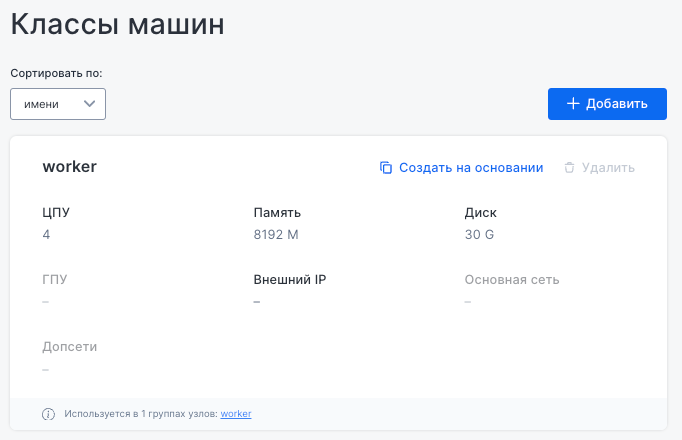 Классы машин
Сортировать по:
имени
Добавить
worker
Создать на основании
Удалить
ЦПУ
Память
Диск
4
8192 M
30 G
ГПУ
Внешний IP
Основная сеть
–
–
–
Допсети
–
Используется в 1 группах узлов: worker